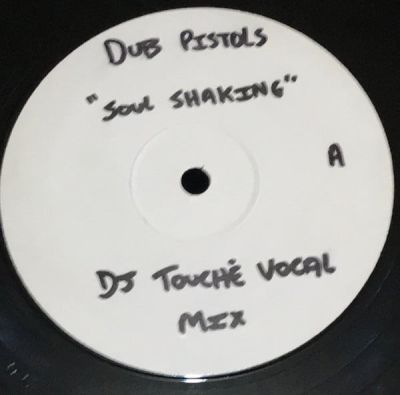 DUB PISTOLS
"SOUL SHAKING"
A
DJ TOUCHÉ VOCAL
MIX